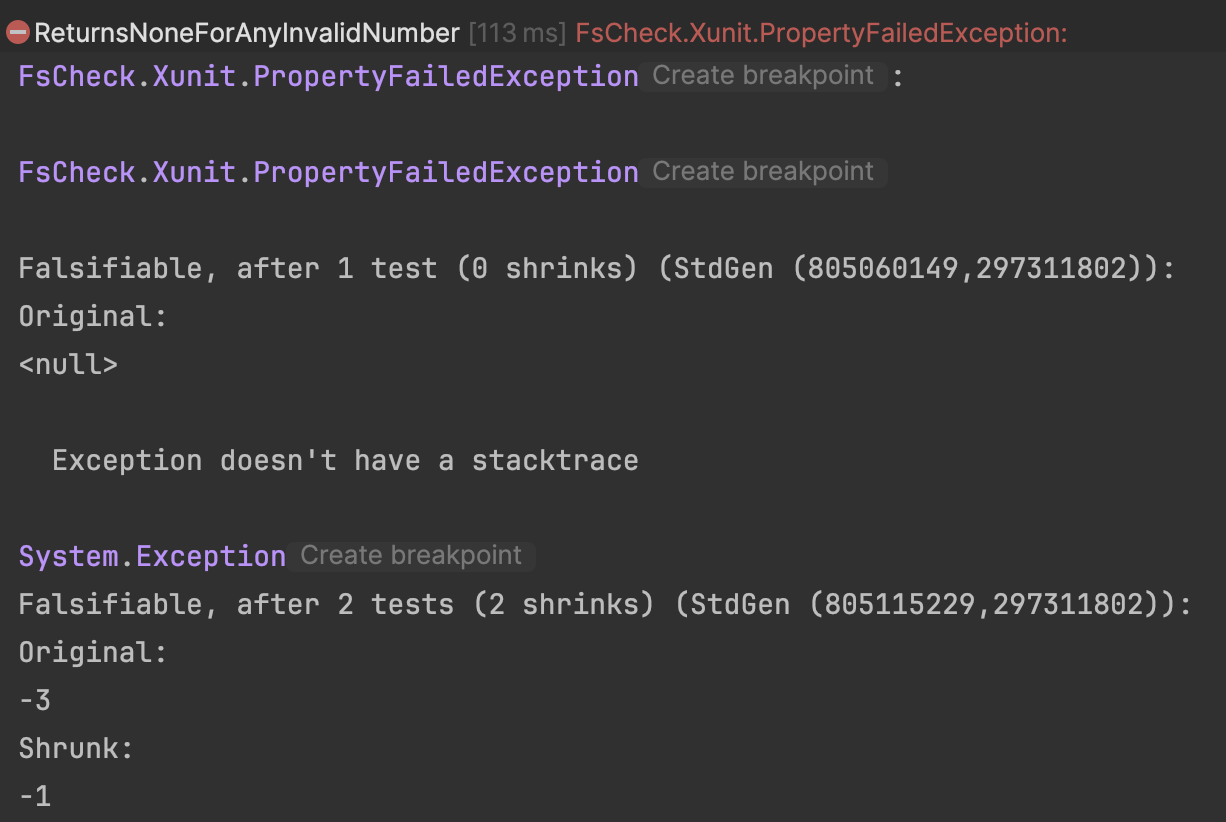 ReturnsNoneForAnyInvalidNumber [113 ms] FsCheck.Xunit.PropertyFailedException:
FsCheck.Xunit.PropertyFailedException Create breakpoint :
FsCheck.Xunit.PropertyFailedException Create breakpoint
Falsifiable, after 1 test (0 shrinks) (StdGen (805060149,297311802)):
Original:
<null>
Exception doesn't have a stacktrace
System.Exception Create breakpoint
Falsifiable, after 2 tests (2 shrinks) (StdGen (805115229,297311802)):
Original:
-3
Shrunk:
-1